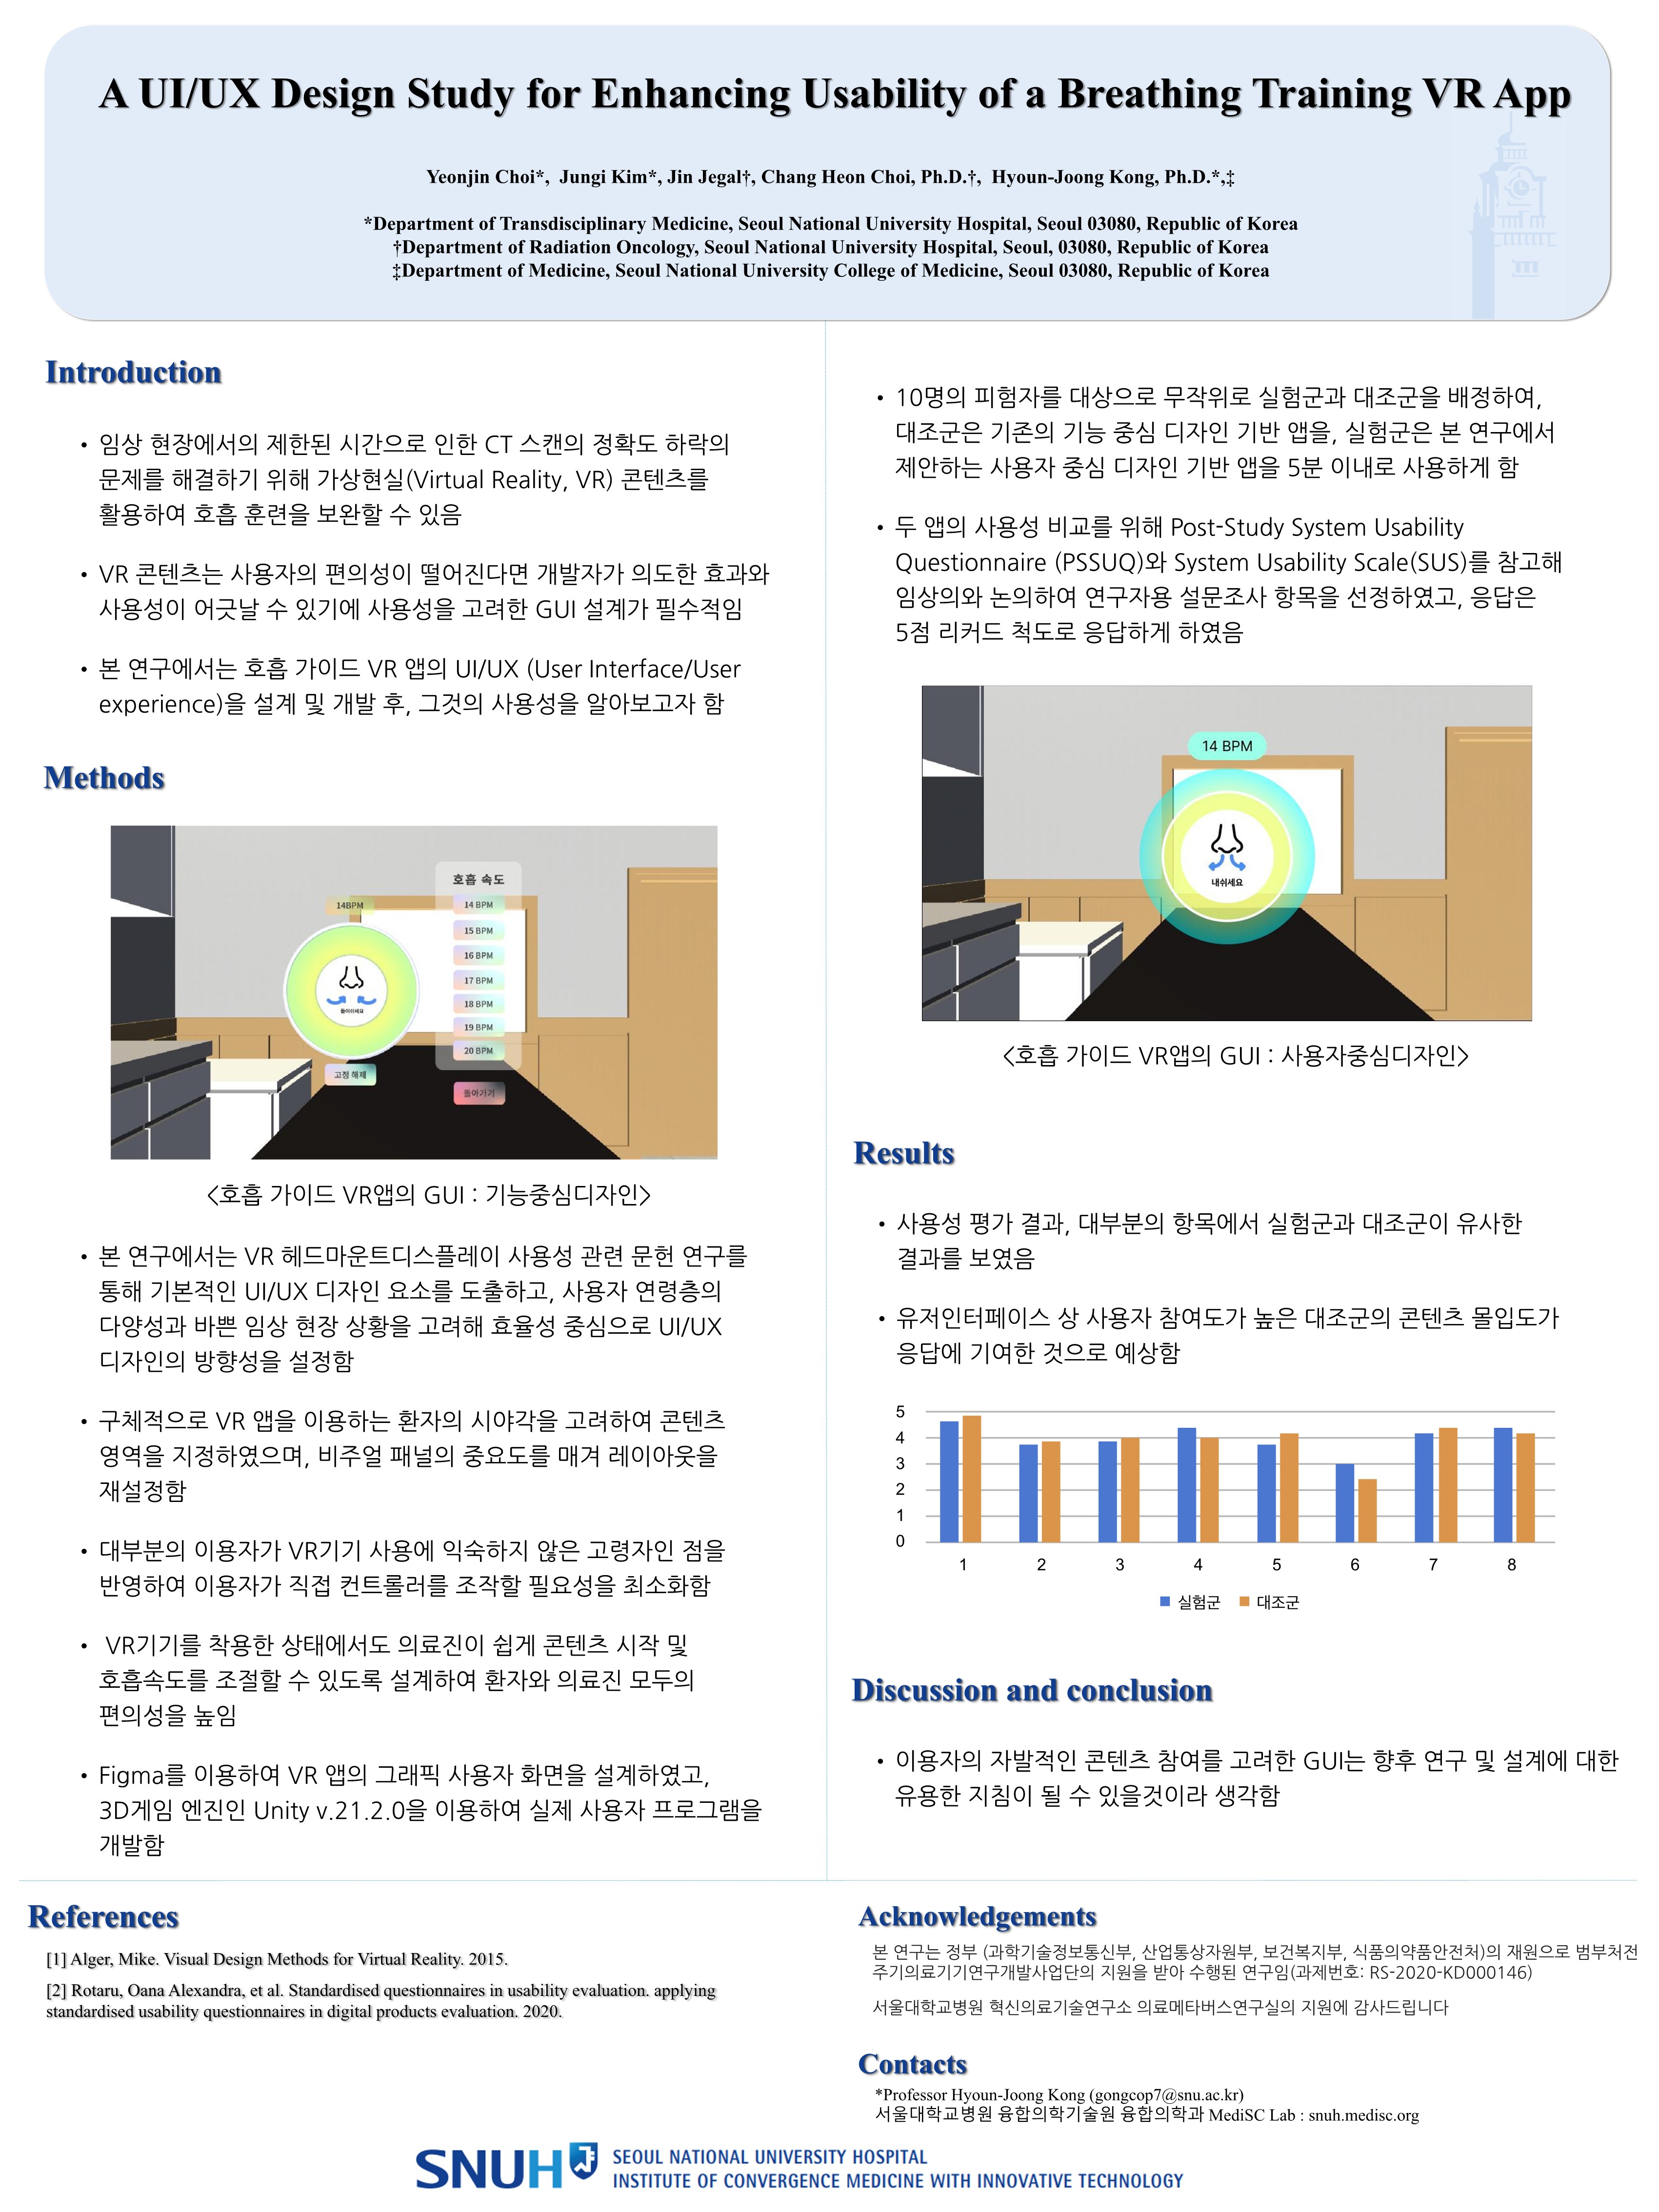 A UI/UX Design Study for Enhancing Usability of a Breathing Training VR App
Yeonjin Choi*, Jungi Kim*, Jin Jegal†, Chang Heon Choi, Ph.D.†, Hyoun-Joong Kong, Ph.D.*,‡
*Department of Transdisciplinary Medicine, Seoul National University Hospital, Seoul 03080, Republic of Korea
†Department of Radiation Oncology, Seoul National University Hospital, Seoul, 03080, Republic of Korea
‡Department of Medicine, Seoul National University College of Medicine, Seoul 03080, Republic of Korea
Introduction
• 임상 현장에서의 제한된 시간으로 인한 CT 스캔의 정확도 하락의
문제를 해결하기 위해 가상현실(Virtual Reality, VR) 콘텐츠를
활용하여 호흡 훈련을 보완할 수 있음
• VR 콘텐츠는 사용자의 편의성이 떨어진다면 개발자가 의도한 효과와
사용성이 어긋날 수 있기에 사용성을 고려한 GUI 설계가 필수적임
• 본 연구에서는 호흡 가이드 VR 앱의 UI/UX (User Interface/User
experience)을 설계 및 개발 후, 그것의 사용성을 알아보고자 함
Methods
호흡 속도
14BPM
14 BPM
15 BPM
16 BPM
17 BPM
18 BPM
19 BPM
20 BPM
들이쉬세요
고정 해제
돌아가기
<호흡 가이드 VR앱의 GUI : 기능중심디자인>
• 본 연구에서는 VR 헤드마운트디스플레이 사용성 관련 문헌 연구를
통해 기본적인 UI/UX 디자인 요소를 도출하고, 사용자 연령층의
다양성과 바쁜 임상 현장 상황을 고려해 효율성 중심으로 UI/UX
디자인의 방향성을 설정함
• 구체적으로 VR 앱을 이용하는 환자의 시야각을 고려하여 콘텐츠
영역을 지정하였으며, 비주얼 패널의 중요도를 매겨 레이아웃을
재설정함
• 대부분의 이용자가 VR기기 사용에 익숙하지 않은 고령자인 점을
반영하여 이용자가 직접 컨트롤러를 조작할 필요성을 최소화함
• VR기기를 착용한 상태에서도 의료진이 쉽게 콘텐츠 시작 및
호흡속도를 조절할 수 있도록 설계하여 환자와 의료진 모두의
편의성을 높임
• Figma를 이용하여 VR 앱의 그래픽 사용자 화면을 설계하였고,
3D게임 엔진인 Unity v.21.2.0을 이용하여 실제 사용자 프로그램을
개발함
• 10명의 피험자를 대상으로 무작위로 실험군과 대조군을 배정하여,
대조군은 기존의 기능 중심 디자인 기반 앱을, 실험군은 본 연구에서
제안하는 사용자 중심 디자인 기반 앱을 5분 이내로 사용하게 함
• 두 앱의 사용성 비교를 위해 Post-Study System Usability
Questionnaire (PSSUQ)와 System Usability Scale(SUS)를 참고해
임상의와 논의하여 연구자용 설문조사 항목을 선정하였고, 응답은
5점 리커드 척도로 응답하게 하였음
14 BPM
내쉬세요
<호흡 가이드 VR앱의 GUI : 사용자중심디자인>
Results
• 사용성 평가 결과, 대부분의 항목에서 실험군과 대조군이 유사한
결과를 보였음
• 유저인터페이스 상 사용자 참여도가 높은 대조군의 콘텐츠 몰입도가
응답에 기여한 것으로 예상함
5
4
3
2
1
0
1 2 3 4 5 6 7 8
실험군 대조군
Discussion and conclusion
• 이용자의 자발적인 콘텐츠 참여를 고려한 GUI는 향후 연구 및 설계에 대한
유용한 지침이 될 수 있을것이라 생각함
References
[1] Alger, Mike. Visual Design Methods for Virtual Reality. 2015.
[2] Rotaru, Oana Alexandra, et al. Standardised questionnaires in usability evaluation. applying
standardised usability questionnaires in digital products evaluation. 2020.
Acknowledgements
본 연구는 정부 (과학기술정보통신부, 산업통상자원부, 보건복지부, 식품의약품안전처)의 재원으로 범부처전
주기의료기기연구개발사업단의 지원을 받아 수행된 연구임(과제번호: RS-2020-KD000146)
서울대학교병원 혁신의료기술연구소 의료메타버스연구실의 지원에 감사드립니다
Contacts
*Professor Hyoun-Joong Kong (gongcop7@snu.ac.kr)
서울대학교병원 융합의학기술원 융합의학과 MediSC Lab : snuh.medisc.org
SNUH
SEOUL NATIONAL UNIVERSITY HOSPITAL
INSTITUTE OF CONVERGENCE MEDICINE WITH INNOVATIVE TECHNOLOGY